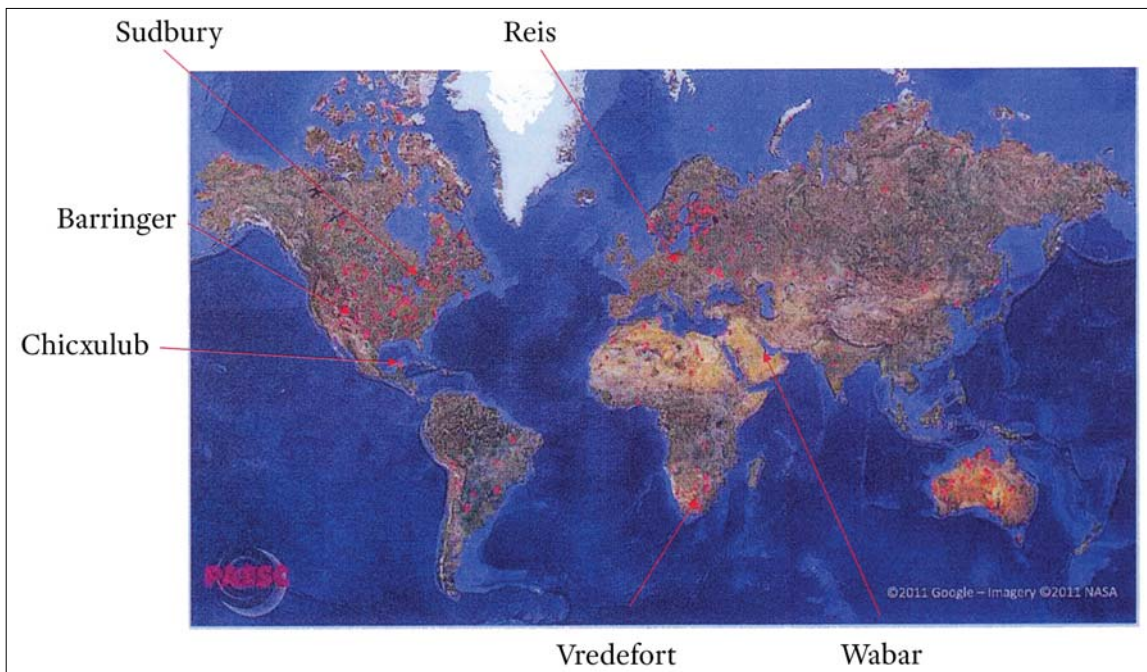 Sudbury
Reis
Barringer
Chicxulub
PASSC
©2011 Google – Imagery ©2011 NASA
Vredefort
Wabar